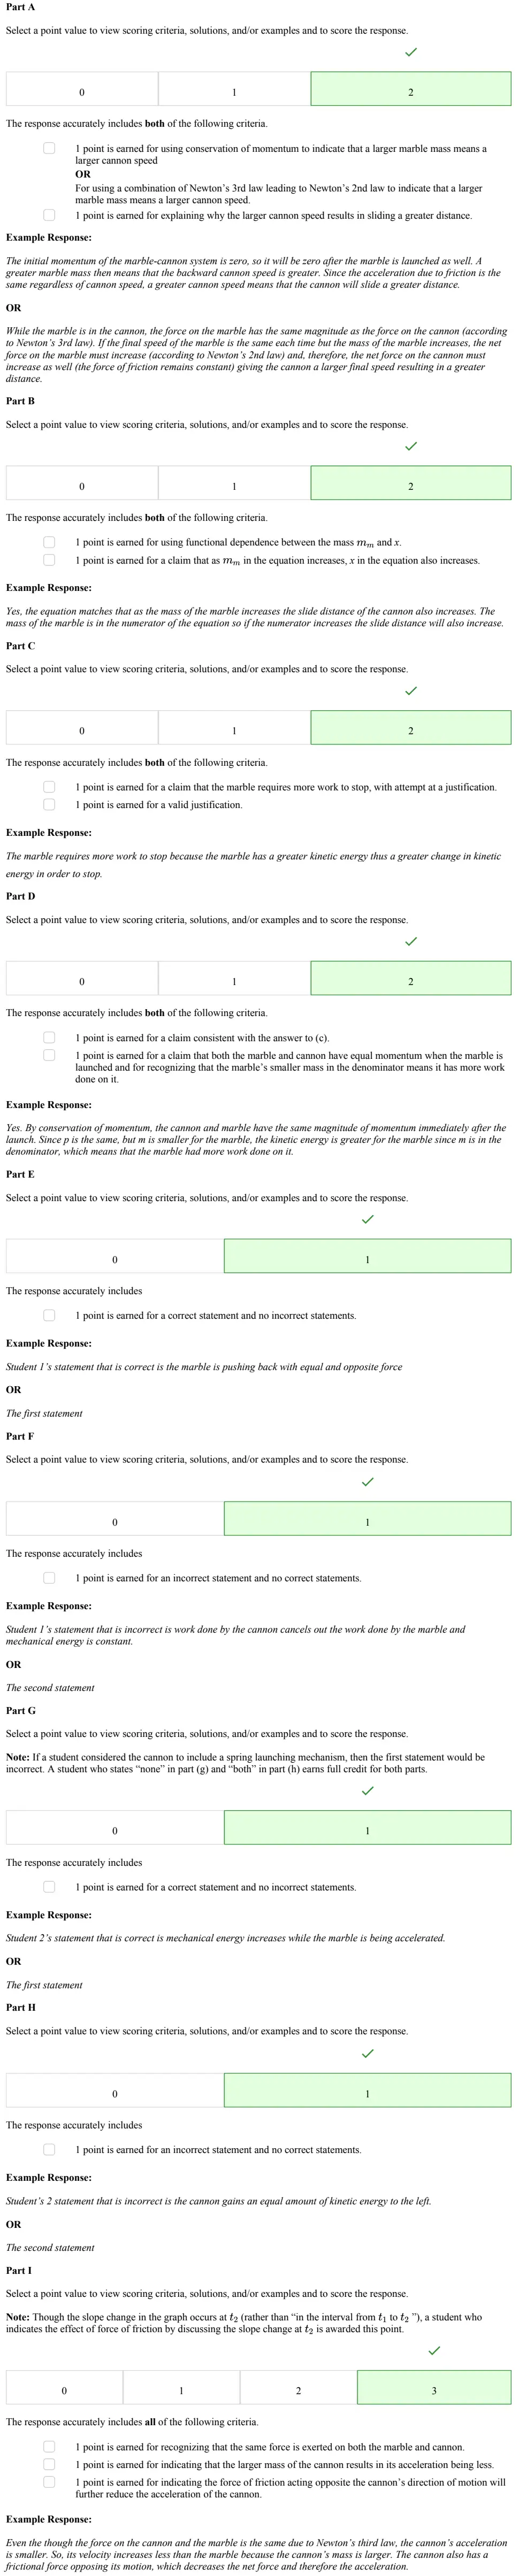 Part A
Select a point value to view scoring criteria, solutions, and/or examples and to score the response.
0 1 2
The response accurately includes both of the following criteria.
1 point is earned for using conservation of momentum to indicate that a larger marble mass means a
larger cannon speed
OR
For using a combination of Newton's 3rd law leading to Newton's 2nd law to indicate that a larger
marble mass means a larger cannon speed.
1 point is earned for explaining why the larger cannon speed results in sliding a greater distance.
Example Response:
The initial momentum of the marble-cannon system is zero, so it will be zero after the marble is launched as well. A
greater marble mass then means that the backward cannon speed is greater. Since the acceleration due to friction is the
same regardless of cannon speed, a greater cannon speed means that the cannon will slide a greater distance.
OR
While the marble is in the cannon, the force on the marble has the same magnitude as the force on the cannon (according
to Newton's 3rd law). If the final speed of the marble is the same each time but the mass of the marble increases, the net
force on the marble must increase (according to Newton's 2nd law) and, therefore, the net force on the cannon must
increase as well (the force of friction remains constant) giving the cannon a larger final speed resulting in a greater
distance.
Part B
Select a point value to view scoring criteria, solutions, and/or examples and to score the response.
0 1 2
The response accurately includes both of the following criteria.
1 point is earned for using functional dependence between the mass m_m and x.
1 point is earned for a claim that as m_m in the equation increases, x in the equation also increases.
Example Response:
Yes, the equation matches that as the mass of the marble increases the slide distance of the cannon also increases. The
mass of the marble is in the numerator of the equation so if the numerator increases the slide distance will also increase.
Part C
Select a point value to view scoring criteria, solutions, and/or examples and to score the response.
0 1 2
The response accurately includes both of the following criteria.
1 point is earned for a claim that the marble requires more work to stop, with attempt at a justification.
1 point is earned for a valid justification.
Example Response:
The marble requires more work to stop because the marble has a greater kinetic energy thus a greater change in kinetic
energy in order to stop.
Part D
Select a point value to view scoring criteria, solutions, and/or examples and to score the response.
0 1 2
The response accurately includes both of the following criteria.
1 point is earned for a claim consistent with the answer to (c).
1 point is earned for a claim that both the marble and cannon have equal momentum when the marble is
launched and for recognizing that the marble's smaller mass in the denominator means it has more work
done on it.
Example Response:
Yes. By conservation of momentum, the cannon and marble have the same magnitude of momentum immediately after the
launch. Since p is the same, but m is smaller for the marble, the kinetic energy is greater for the marble since m is in the
denominator, which means that the marble had more work done on it.
Part E
Select a point value to view scoring criteria, solutions, and/or examples and to score the response.
0 1
The response accurately includes
1 point is earned for a correct statement and no incorrect statements.
Example Response:
Student 1's statement that is correct is the marble is pushing back with equal and opposite force
OR
The first statement
Part F
Select a point value to view scoring criteria, solutions, and/or examples and to score the response.
0 1
The response accurately includes
1 point is earned for an incorrect statement and no correct statements.
Example Response:
Student 1's statement that is incorrect is work done by the cannon cancels out the work done by the marble and
mechanical energy is constant.
OR
The second statement
Part G
Select a point value to view scoring criteria, solutions, and/or examples and to score the response.
Note: If a student considered the cannon to include a spring launching mechanism, then the first statement would be
incorrect. A student who states "none" in part (g) and "both" in part (h) earns full credit for both parts.
0 1
The response accurately includes
1 point is earned for a correct statement and no incorrect statements.
Example Response:
Student 2's statement that is correct is mechanical energy increases while the marble is being accelerated.
OR
The first statement
Part H
Select a point value to view scoring criteria, solutions, and/or examples and to score the response.
0 1
The response accurately includes
1 point is earned for an incorrect statement and no correct statements.
Example Response:
Student's 2 statement that is incorrect is the cannon gains an equal amount of kinetic energy to the left.
OR
The second statement
Part I
Select a point value to view scoring criteria, solutions, and/or examples and to score the response.
Note: Though the slope change in the graph occurs at t₂ (rather than "in the interval from t₁ to t₂ "), a student who
indicates the effect of force of friction by discussing the slope change at t₂ is awarded this point.
0 1 2 3
The response accurately includes all of the following criteria.
1 point is earned for recognizing that the same force is exerted on both the marble and cannon.
1 point is earned for indicating that the larger mass of the cannon results in its acceleration being less.
1 point is earned for indicating the force of friction acting opposite the cannon's direction of motion will
further reduce the acceleration of the cannon.
Example Response:
Even the though the force on the cannon and the marble is the same due to Newton's third law, the cannon's acceleration
is smaller. So, its velocity increases less than the marble because the cannon's mass is larger. The cannon also has a
frictional force opposing its motion, which decreases the net force and therefore the acceleration.